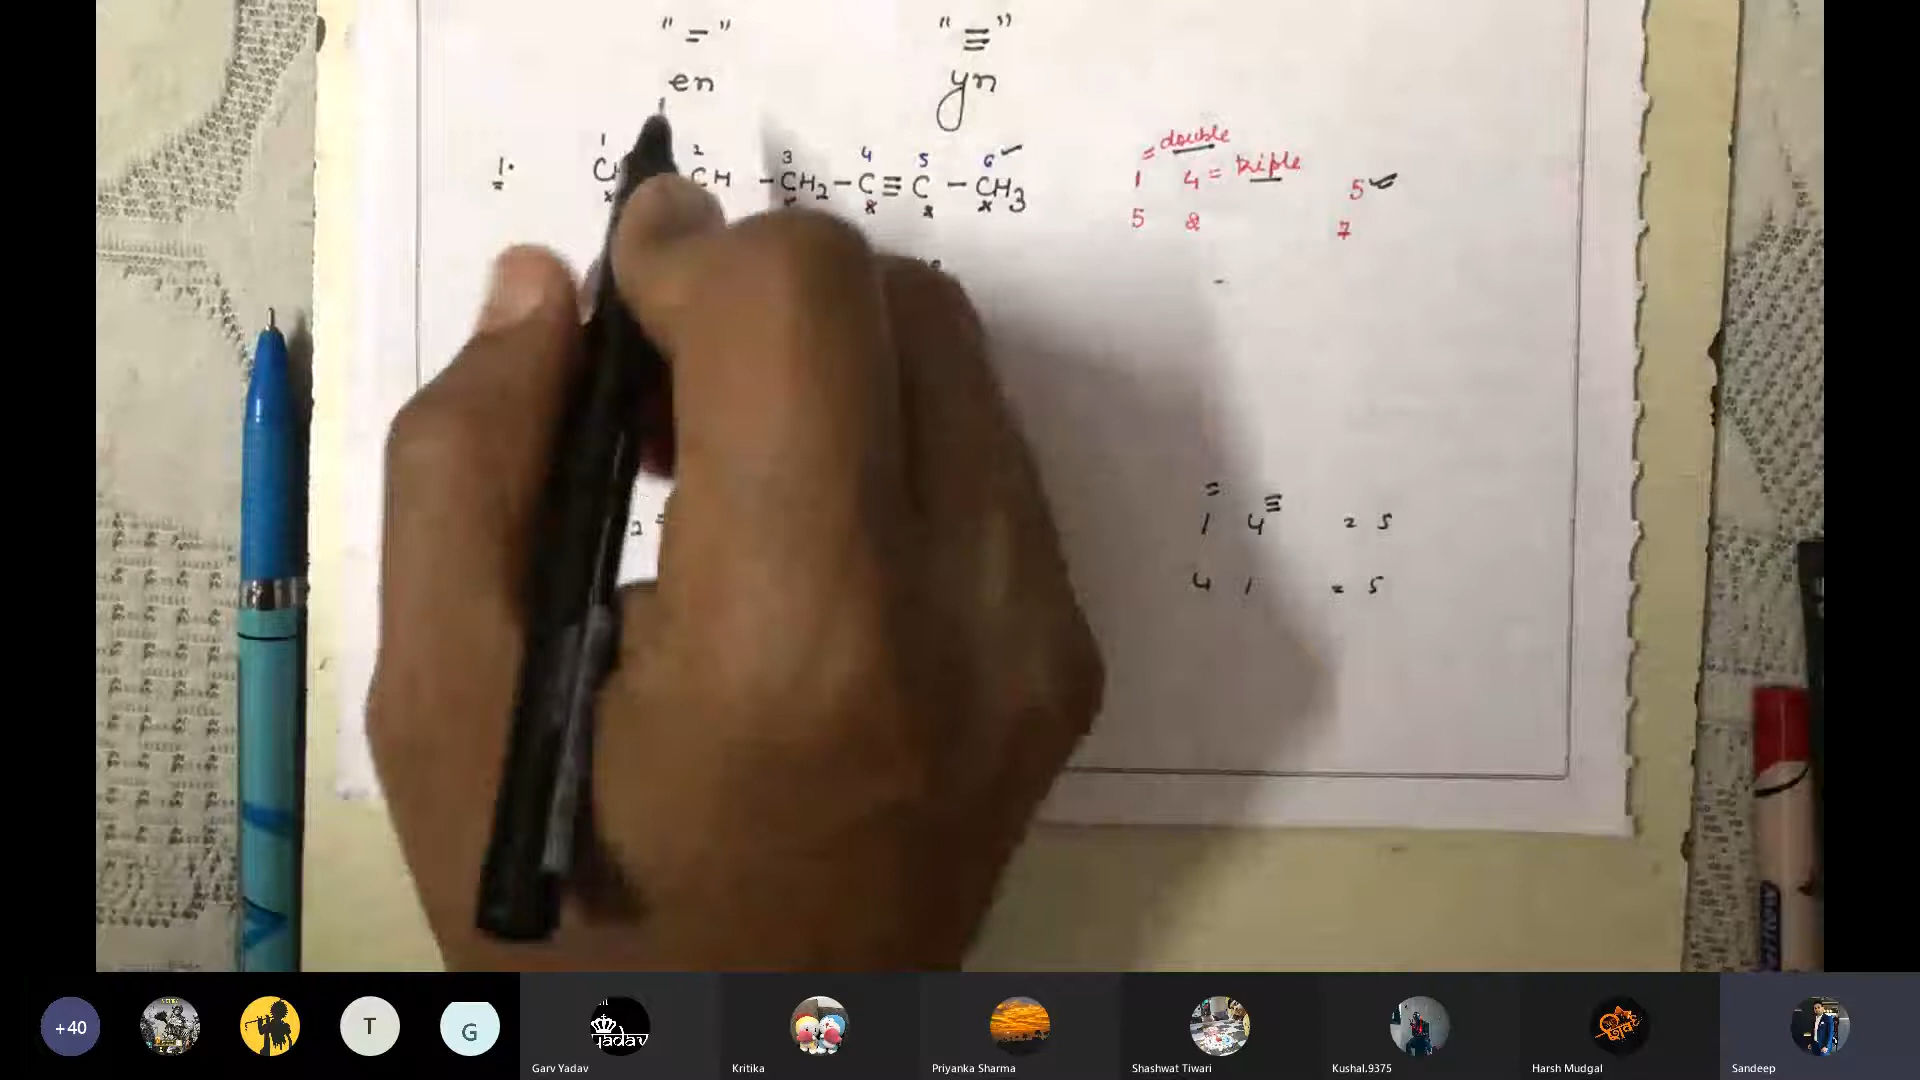 "=" "≡"
en yn
1. CH -CH2-C≡C-CH3
1 2 3 4 5 6
= double
1 4 = triple 5
5 2 7
2 =
= ≡
1 4 = 5
4 1 = 5
+40
T
G
yadav
Garv Yadav
Kritika
Priyanka Sharma
Shashwat Tiwari
Kushal.9375
Harsh Mudgal
Sandeep